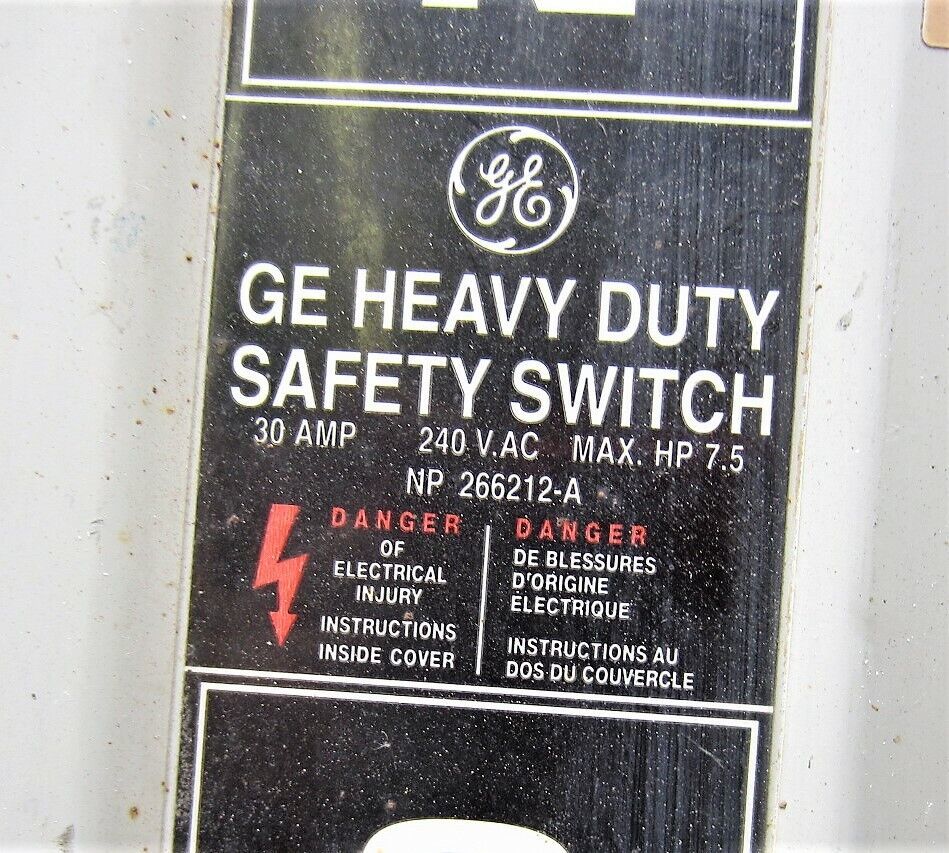 GE
GE HEAVY DUTY
SAFETY SWITCH
30 AMP 240 V.AC MAX. HP 7.5
NP 266212-A
DANGER
OF
ELECTRICAL
INJURY
INSTRUCTIONS
INSIDE COVER
DANGER
DE BLESSURES
D'ORIGINE
ELECTRIQUE
INSTRUCTIONS AU
DOS DU COUVERCLE